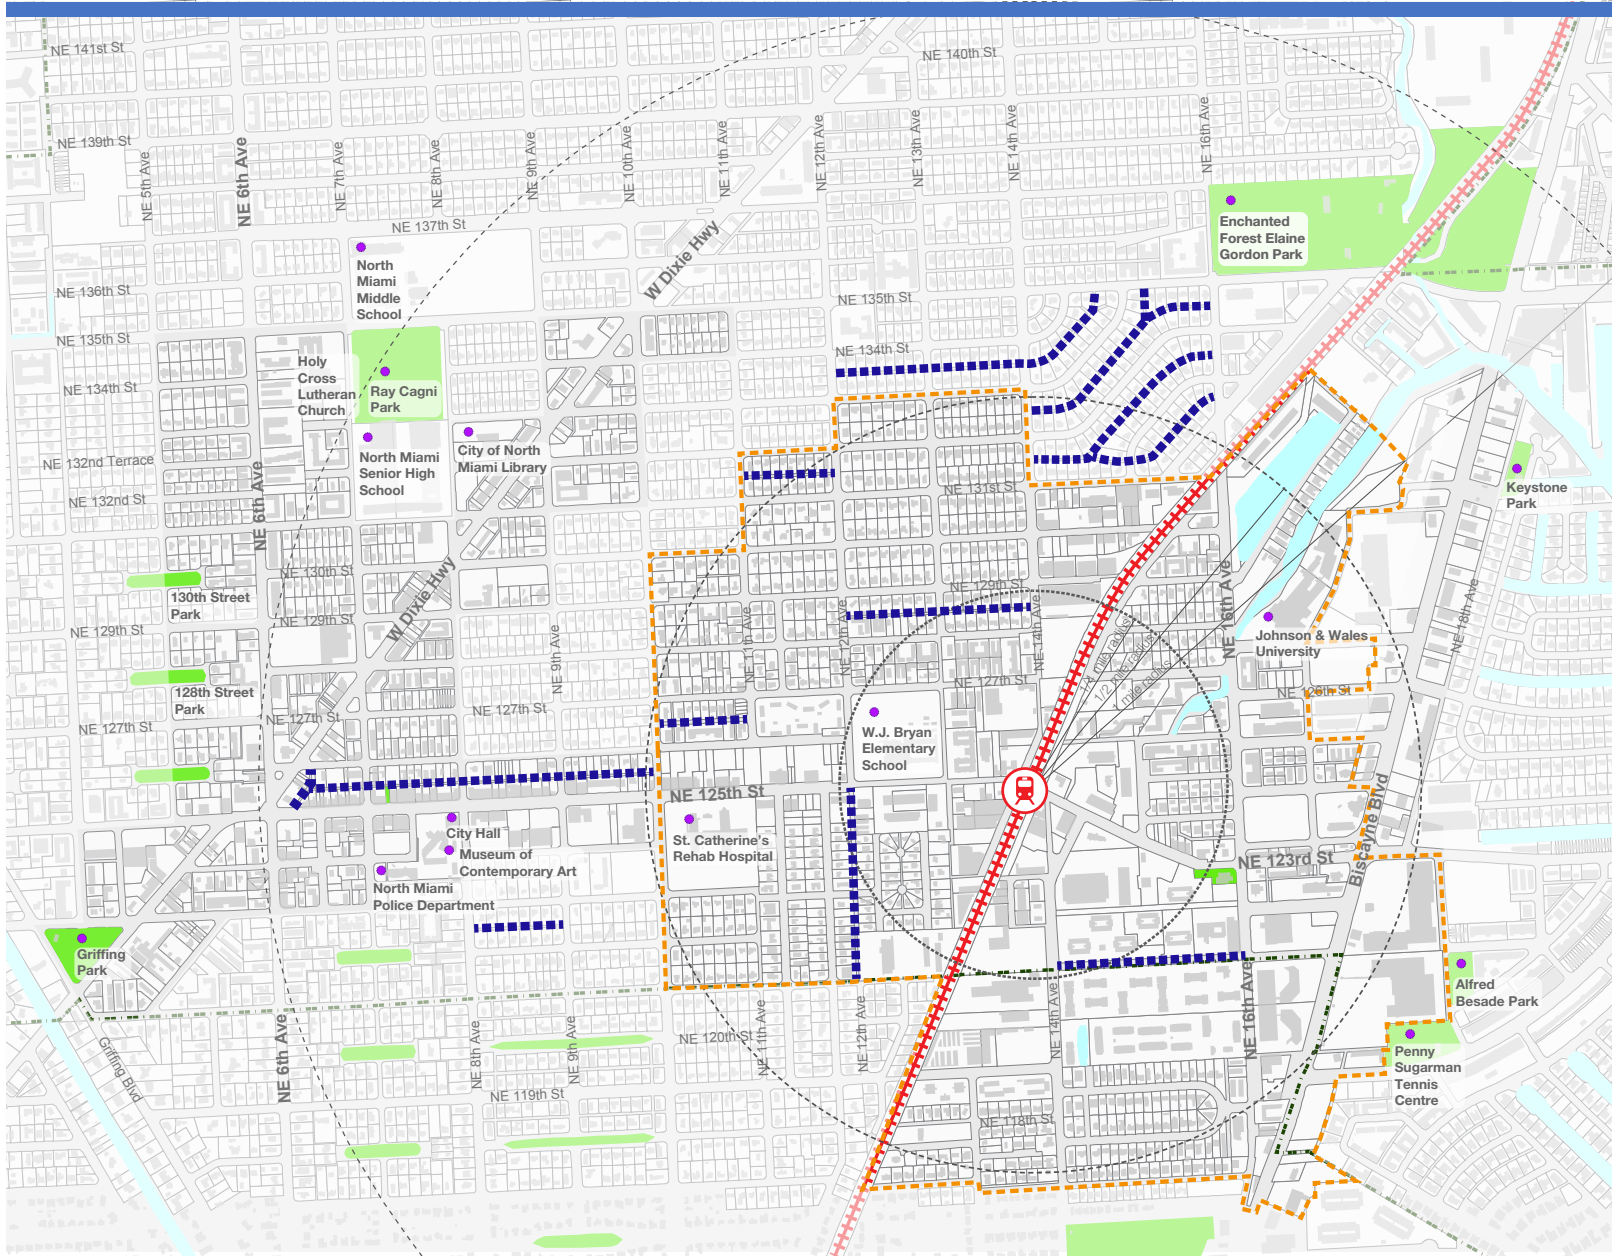 NE 141st St
NE 140th St
NE 139th St
NE 5th Ave
NE 6th Ave
NE 7th Ave
NE 8th Ave
NE 9th Ave
NE 10th Ave
NE 11th Ave
NE 12th Ave
NE 13th Ave
NE 14th Ave
NE 16th Ave
NE 137th St
W Dixie Hwy
Enchanted
Forest Elaine
Gordon Park
North
Miami
Middle
School
NE 136th St
NE 135th St
NE 135th St
NE 134th St
NE 134th St
Holy
Cross
Lutheran
Church
Ray Cagni
Park
NE 132nd Terrace
NE 132nd St
North Miami
Senior High
School
City of North
Miami Library
NE 131st St
Keystone
Park
NE 6th Ave
NE 130th St
130th Street
Park
NE 129th St
NE 129th St
NE 129th St
W Dixie Hwy
NE 9th Ave
NE 11th Ave
NE 12th Ave
NE 14th Ave
NE 16th Ave
NE 18th Ave
1/4 mile radius
1/2 mile radius
1 mile radius
Johnson & Wales
University
128th Street
Park
NE 127th St
NE 127th St
NE 127th St
NE 127th St
NE 126th St
W.J. Bryan
Elementary
School
NE 125th St
Biscayne Blvd
St. Catherine's
Rehab Hospital
City Hall
Museum of
Contemporary Art
North Miami
Police Department
NE 123rd St
Griffing
Park
Alfred
Besade Park
Griffing Blvd
NE 6th Ave
NE 8th Ave
NE 9th Ave
NE 120th St
NE 11th Ave
NE 12th Ave
NE 14th Ave
NE 16th Ave
Penny
Sugarman
Tennis
Centre
NE 119th St
NE 118th St